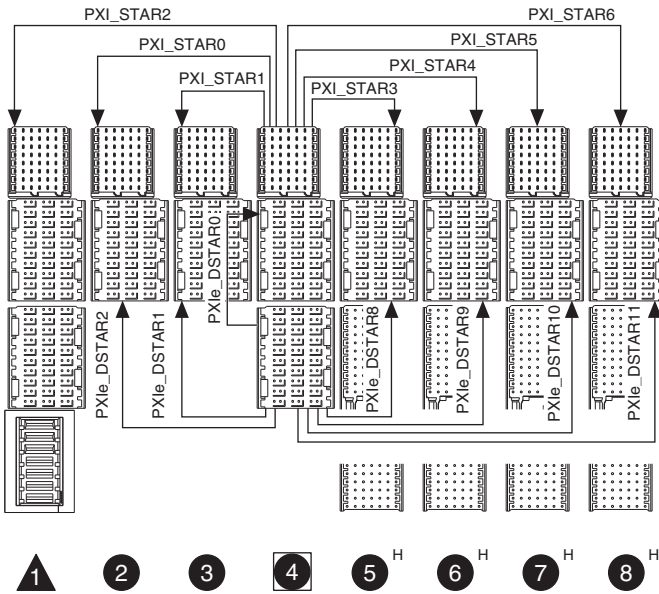 PXI_STAR2
PXI_STAR6
PXI_STAR0
PXI_STAR5
PXI_STAR1
PXI_STAR4
PXI_STAR3
PXIe_DSTAR0
PXIe_DSTAR2
PXIe_DSTAR1
PXIe_DSTAR8
PXIe_DSTAR9
PXIe_DSTAR10
PXIe_DSTAR11
1 2 3 4 5 H 6 H 7 H 8 H